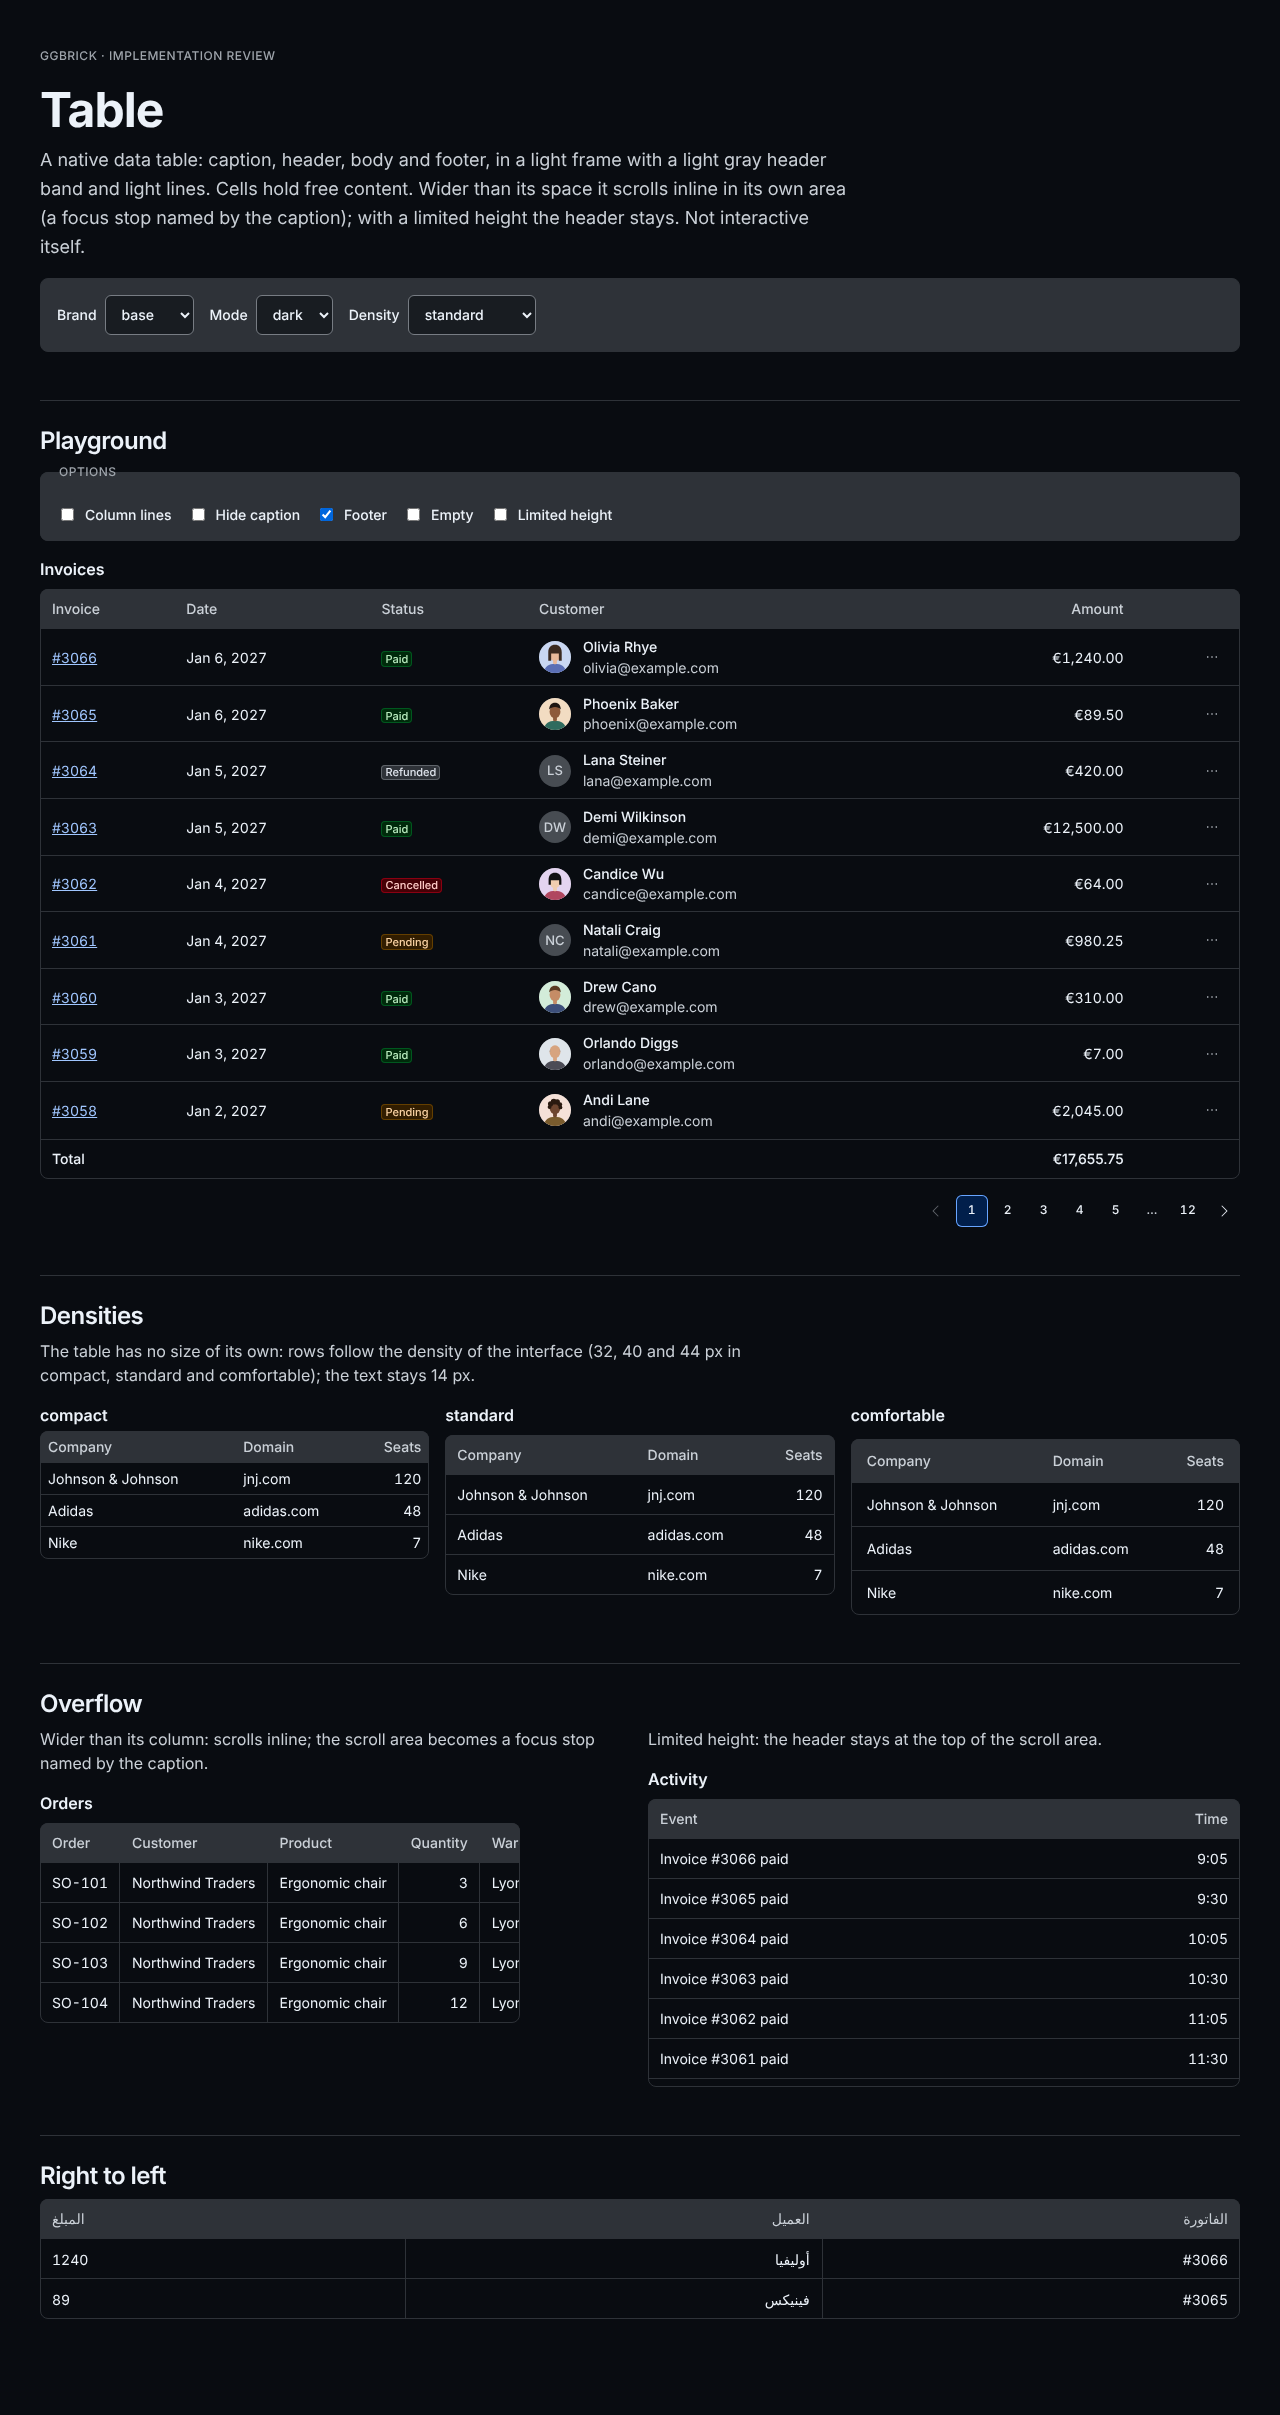 GGBRICK · IMPLEMENTATION REVIEW
Table
A native data table: caption, header, body and footer, in a light frame with a light gray header
band and light lines. Cells hold free content. Wider than its space it scrolls inline in its own area
(a focus stop named by the caption); with a limited height the header stays. Not interactive
itself.
Brand base Mode dark Density standard
Playground
OPTIONS
Column lines Hide caption Footer Empty Limited height
Invoices
Invoice Date Status Customer Amount
#3066 Jan 6, 2027 Paid Olivia Rhye €1,240.00 ...
olivia@example.com
#3065 Jan 6, 2027 Paid Phoenix Baker €89.50 ...
phoenix@example.com
#3064 Jan 5, 2027 Refunded LS Lana Steiner €420.00 ...
lana@example.com
#3063 Jan 5, 2027 Paid DW Demi Wilkinson €12,500.00 ...
demi@example.com
#3062 Jan 4, 2027 Cancelled Candice Wu €64.00 ...
candice@example.com
#3061 Jan 4, 2027 Pending NC Natali Craig €980.25 ...
natali@example.com
#3060 Jan 3, 2027 Paid Drew Cano €310.00 ...
drew@example.com
#3059 Jan 3, 2027 Paid Orlando Diggs €7.00 ...
orlando@example.com
#3058 Jan 2, 2027 Pending Andi Lane €2,045.00 ...
andi@example.com
Total €17,655.75
1 2 3 4 5 ... 12
Densities
The table has no size of its own: rows follow the density of the interface (32, 40 and 44 px in
compact, standard and comfortable); the text stays 14 px.
compact
Company Domain Seats
Johnson & Johnson jnj.com 120
Adidas adidas.com 48
Nike nike.com 7
standard
Company Domain Seats
Johnson & Johnson jnj.com 120
Adidas adidas.com 48
Nike nike.com 7
comfortable
Company Domain Seats
Johnson & Johnson jnj.com 120
Adidas adidas.com 48
Nike nike.com 7
Overflow
Wider than its column: scrolls inline; the scroll area becomes a focus stop
named by the caption.
Orders
Order Customer Product Quantity War
SO-101 Northwind Traders Ergonomic chair 3 Lyon
SO-102 Northwind Traders Ergonomic chair 6 Lyon
SO-103 Northwind Traders Ergonomic chair 9 Lyon
SO-104 Northwind Traders Ergonomic chair 12 Lyon
Limited height: the header stays at the top of the scroll area.
Activity
Event Time
Invoice #3066 paid 9:05
Invoice #3065 paid 9:30
Invoice #3064 paid 10:05
Invoice #3063 paid 10:30
Invoice #3062 paid 11:05
Invoice #3061 paid 11:30
Right to left
الفاتورة العميل المبلغ
#3066 أوليفيا 1240
#3065 فينيكس 89